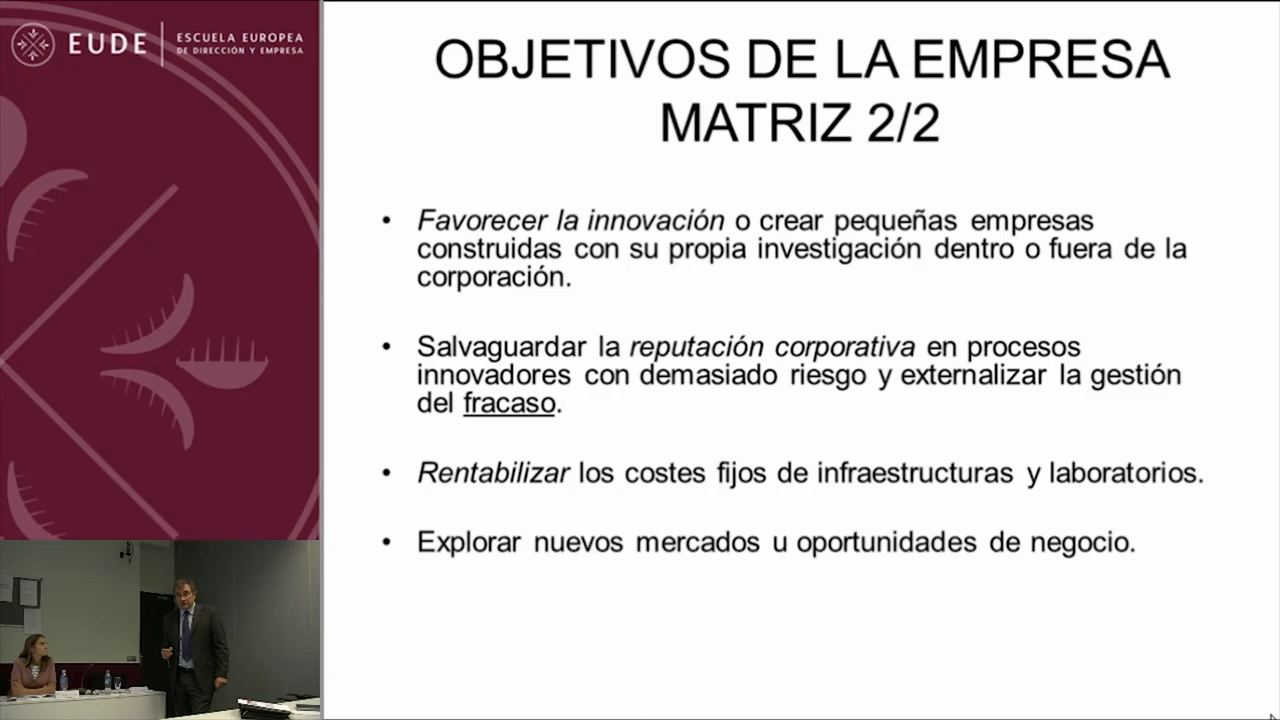 EUDE
ESCUELA EUROPEA
DE DIRECCIÓN Y EMPRESA
OBJETIVOS DE LA EMPRESA
MATRIZ 2/2
• Favorecer la innovación o crear pequeñas empresas
construidas con su propia investigación dentro o fuera de la
corporación.
• Salvaguardar la reputación corporativa en procesos
innovadores con demasiado riesgo y externalizar la gestión
del fracaso.
• Rentabilizar los costes fijos de infraestructuras y laboratorios.
• Explorar nuevos mercados u oportunidades de negocio.